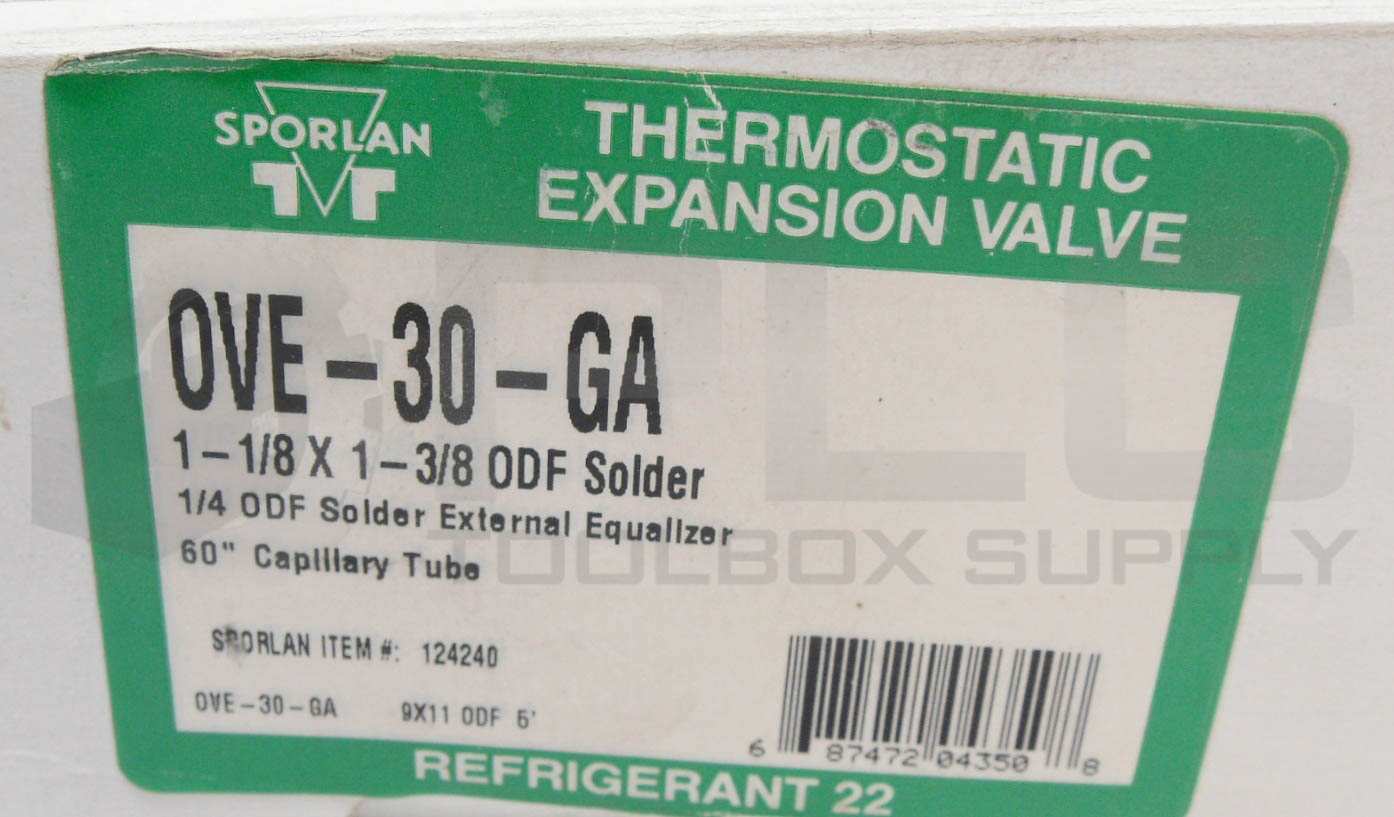 SPORLAN
THERMOSTATIC
EXPANSION VALVE
OVE-30-GA
1-1/8 X 1-3/8 ODF Solder
1/4 ODF Solder External Equalizer
60" Capillary Tube
SPORLAN ITEM #: 124240
OVE-30-GA 9X11 ODF 5'
6 87472 04350 8
REFRIGERANT 22
PLC
TOOLBOX SUPPLY